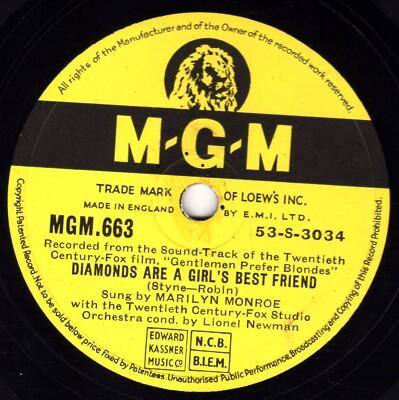 All rights of the Manufacturer and of the Owner of the recorded work reserved.
M-G-M
TRADE MARK OF LOEW'S INC.
MADE IN ENGLAND BY E.M.I. LTD.
MGM.663 53-S-3034
Recorded from the Sound-Track of the Twentieth
Century-Fox film, "Gentlemen Prefer Blondes"
DIAMONDS ARE A GIRL'S BEST FRIEND
(Styne-Robin)
Sung by MARILYN MONROE
with the Twentieth Century-Fox Studio
Orchestra cond. by Lionel Newman
EDWARD
KASSNER
MUSIC Co
N.C.B.
B.I.E.M.
Patented Record. Not to be sold below price fixed by Patentees. Unauthorised Public Performance, Broadcasting and Copying of this Record Prohibited.